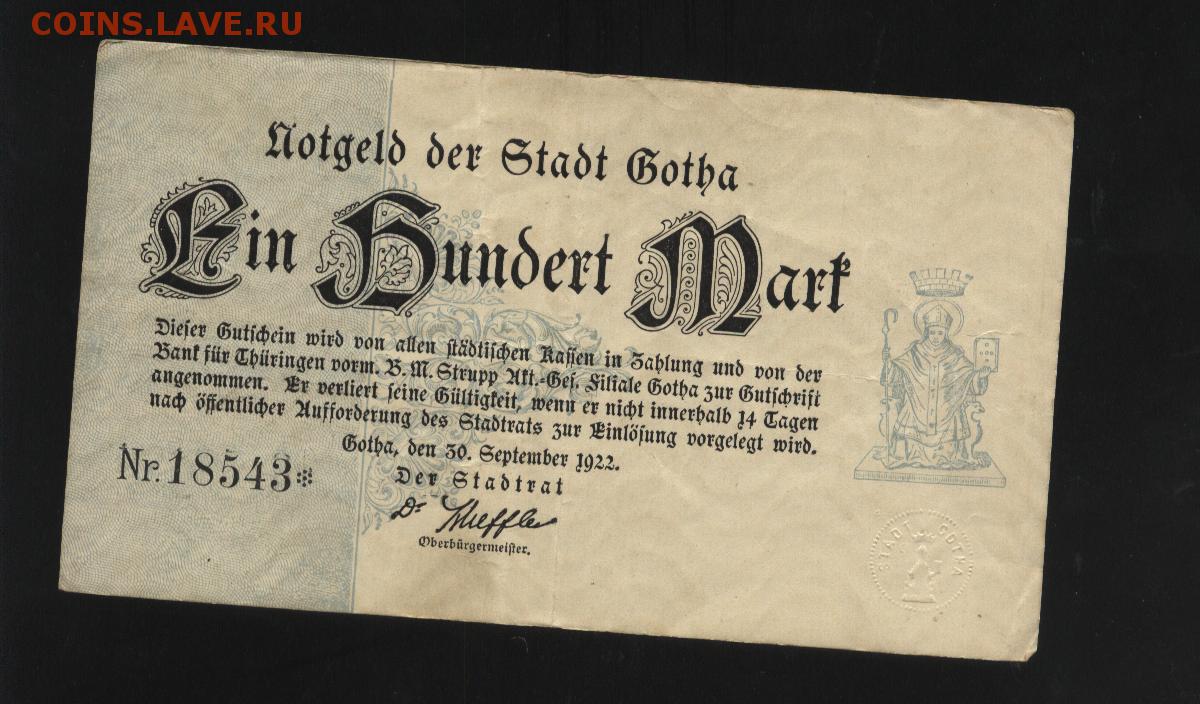 COINS.LAVE.RU
Notgeld der Stadt Gotha
Ein Hundert Mark
Dieser Gutschein wird von allen städtischen Kassen in Zahlung und von der
Bank für Thüringen vorm. B. M. Strupp Akt.-Ges. Filiale Gotha zur Gutschrift
angenommen. Er verliert seine Gültigkeit, wenn er nicht innerhalb 14 Tagen
nach öffentlicher Aufforderung des Stadtrats zur Einlösung vorgelegt wird.
Gotha, den 30. September 1922.
Nr. 18543*
Der Stadtrat
Dr Scheffler
Oberbürgermeister.
STADT GOTHA